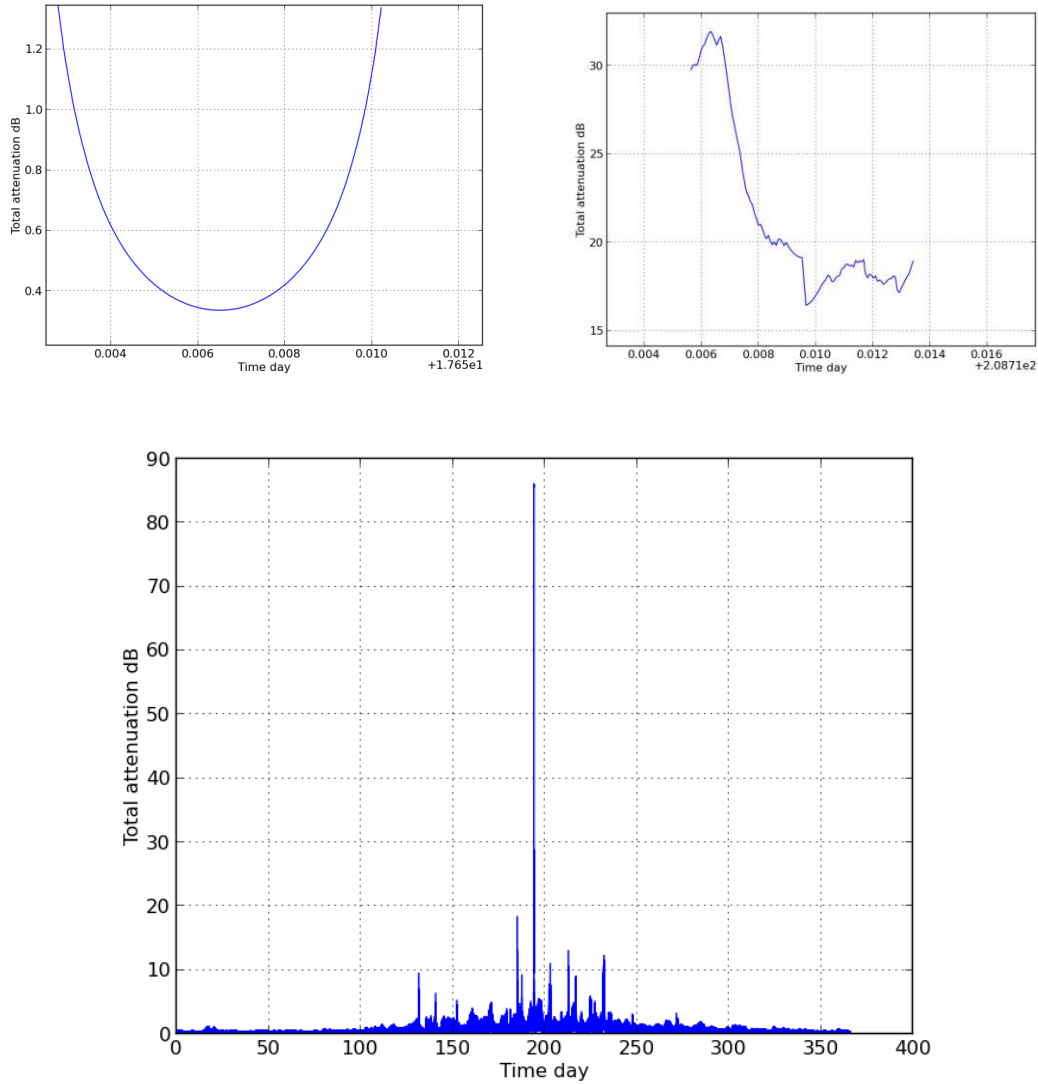 Total attenuation dB
1.2
1.0
0.8
0.6
0.4
0.004 0.006 0.008 0.010 0.012
Time day
+1.765e1
Total attenuation dB
30
25
20
15
0.004 0.006 0.008 0.010 0.012 0.014 0.016
Time day
+2.0871e2
Total attenuation dB
90
80
70
60
50
40
30
20
10
0
0 50 100 150 200 250 300 350 400
Time day